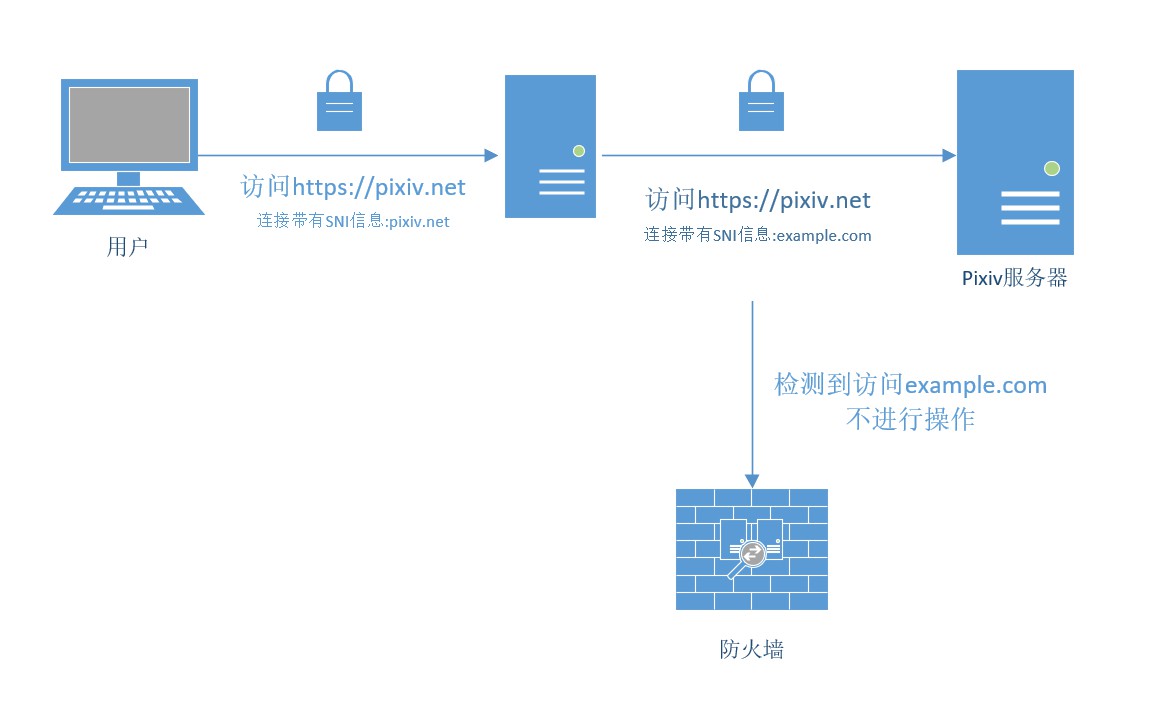 访问https://pixiv.net
连接带有SNI信息:pixiv.net
用户
访问https://pixiv.net
连接带有SNI信息:example.com
Pixiv服务器
检测到访问example.com
不进行操作
防火墙